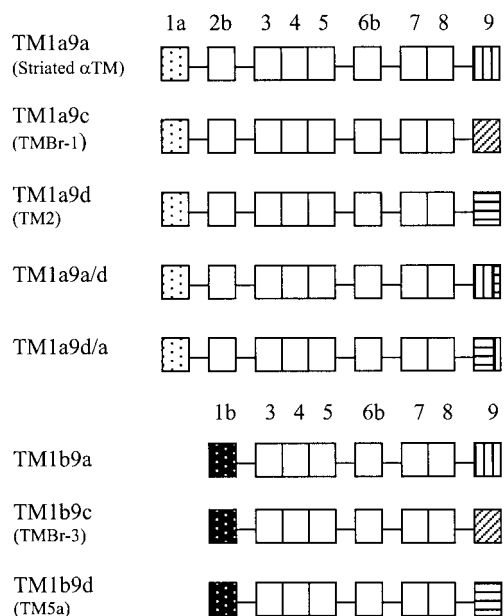 1a 2b 3 4 5 6b 7 8 9
TM1a9a
(Striated αTM)
TM1a9c
(TMBr-1)
TM1a9d
(TM2)
TM1a9a/d
TM1a9d/a
1b 3 4 5 6b 7 8 9
TM1b9a
TM1b9c
(TMBr-3)
TM1b9d
(TM5a)